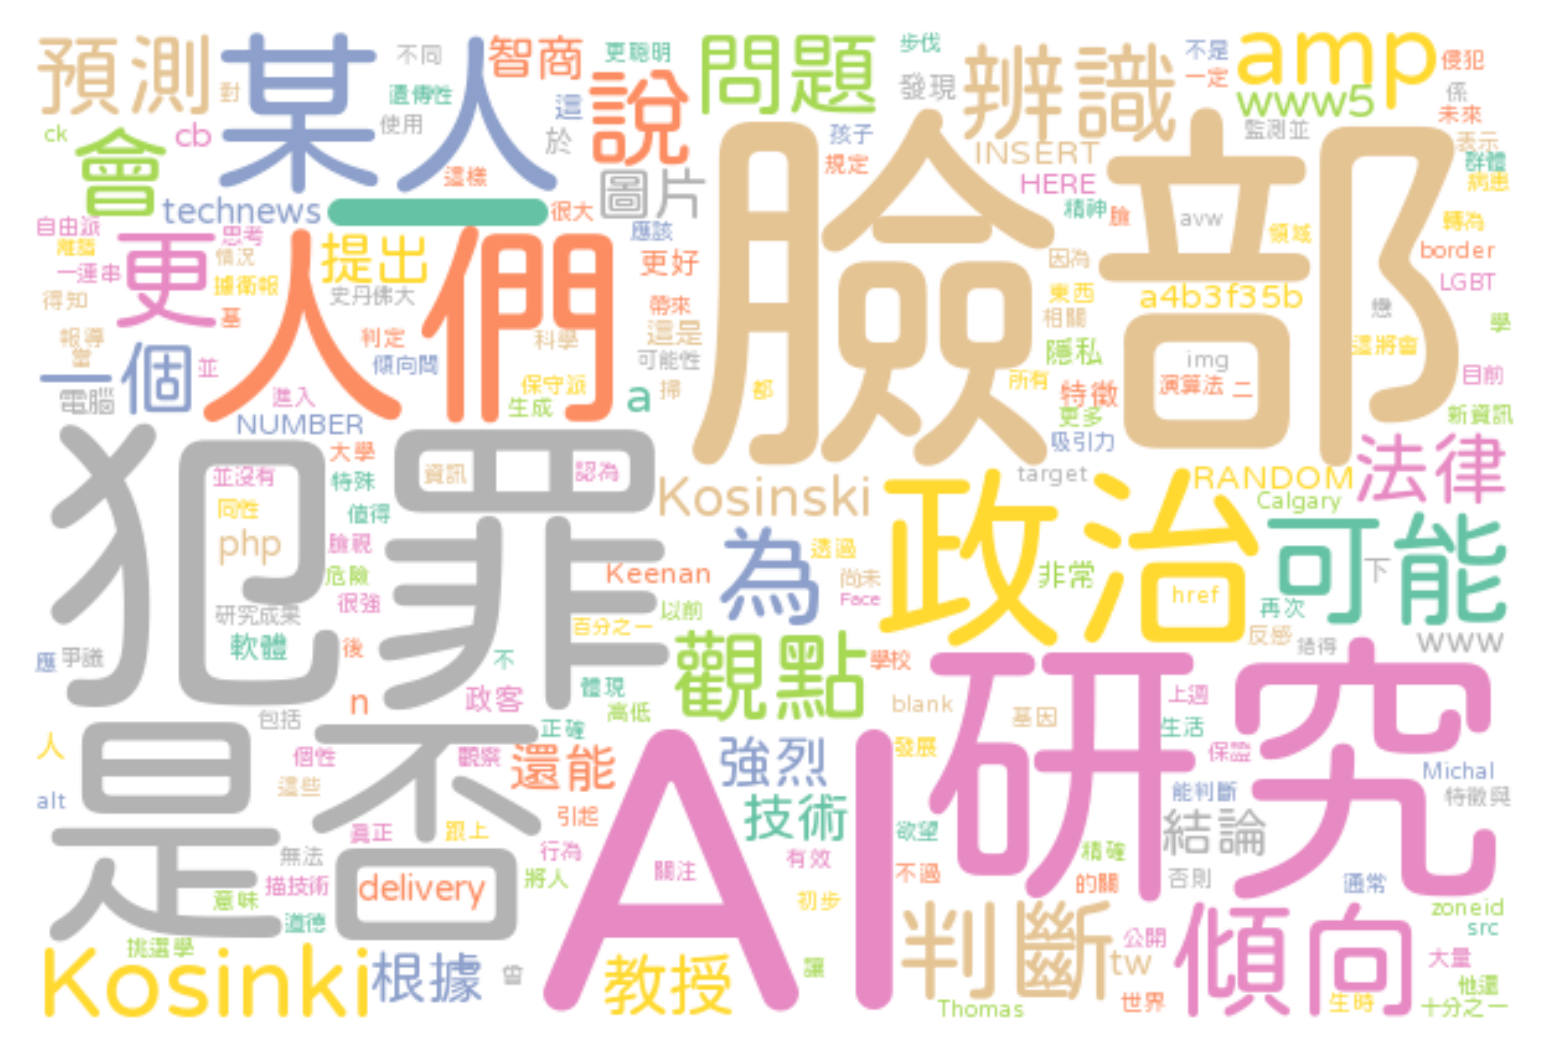 預測
對
某人
不同
遺傳性
使用
智商
更聰明
這
於
說
問題
步伐
發現
辨識
不是
一定
amp
www5
侵犯
係
未來
監測並
表示
群體
病患
ck
會
cb
這樣
圖片
孩子
規定
臉部
INSERT
HERE
精神
臉
avw
領域
轉為
border
LGBT
technews
一
很大
應該
自由派
思考
離譜
一連串
情況
據衛報
得知
更
基
提出
史丹佛大
人們
更好
帶來
這是
可能性
因為
東西
相關
a4b3f35b
戀
學
這將會
目前
新資訊
報導
當
一個
並
電腦
判定
傾向問
科學
保守派
生成
進入
NUMBER
a
掃
都
所有
隱私
特徵
更多
吸引力
img
演算法
二
犯罪
大學
特殊
值得
並沒有
同性
php
臉視
危險
很強
研究成果
軟體
後
資訊
認為
Kosinski
target
RANDOM
Calgary
法律
為
透過
尚未
Face
Keenan
以前
百分之一
政治
非常
href
再次
反感
可能
下
www
應
爭議
包括
n
政客
不
體現
高低
正確
觀點
學校
blank
基因
捨得
研究
上週
生活
保證
人
alt
是否
個性
這些
真正
跟上
觀察
還能
引起
行為
將人
無法
描技術
意味
道德
挑選學
delivery
AI
關注
強烈
技術
有效
初步
發展
欲望
不過
能判斷
結論
精確
的關
否則
通常
Michal
特徵與
zoneid
src
Kosinki
根據
曾
教授
讓
判斷
tw
Thomas
公開
世界
傾向
生時
大量
他還
十分之一